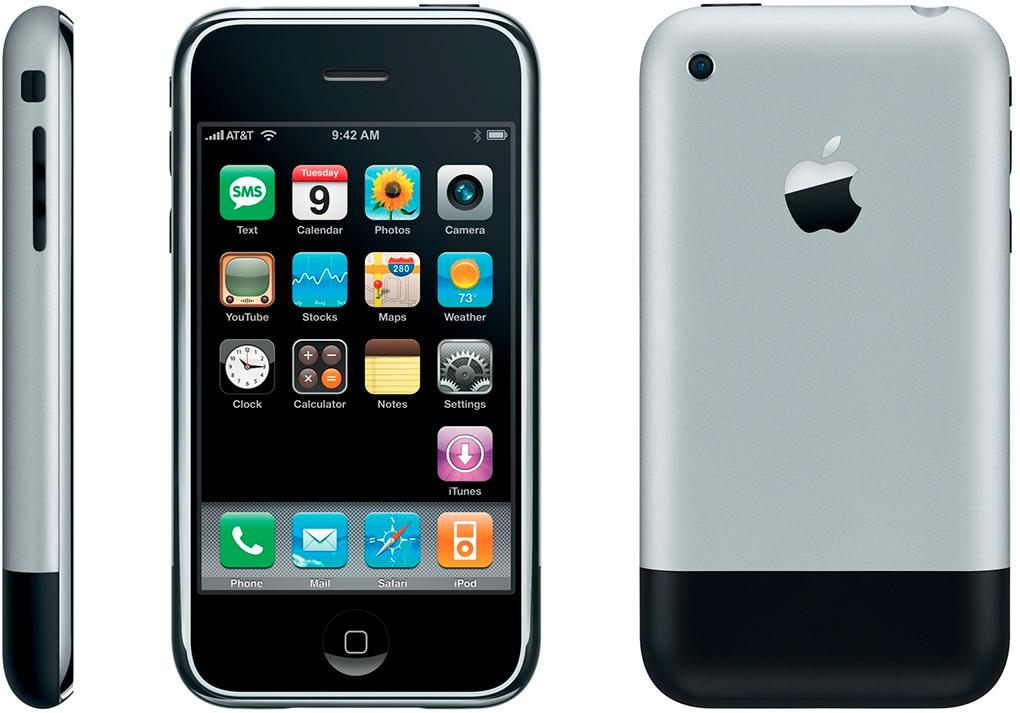 AT&T 9:42 AM
SMS
Tuesday
9
Text Calendar Photos Camera
280
Aug
73°
YouTube Stocks Maps Weather
Clock Calculator Notes Settings
iTunes
Phone Mail Safari iPod